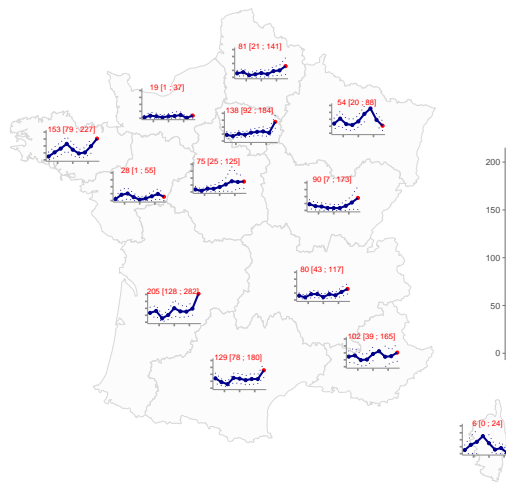 81 [21 ; 141]
19 [1 ; 37]
54 [20 ; 88]
138 [92 ; 184]
153 [79 ; 227]
75 [25 ; 125]
28 [1 ; 55]
90 [7 ; 173]
200
150
100
80 [43 ; 117]
50
205 [128 ; 282]
102 [39 ; 165]
0
129 [78 ; 180]
6 [0 ; 24]